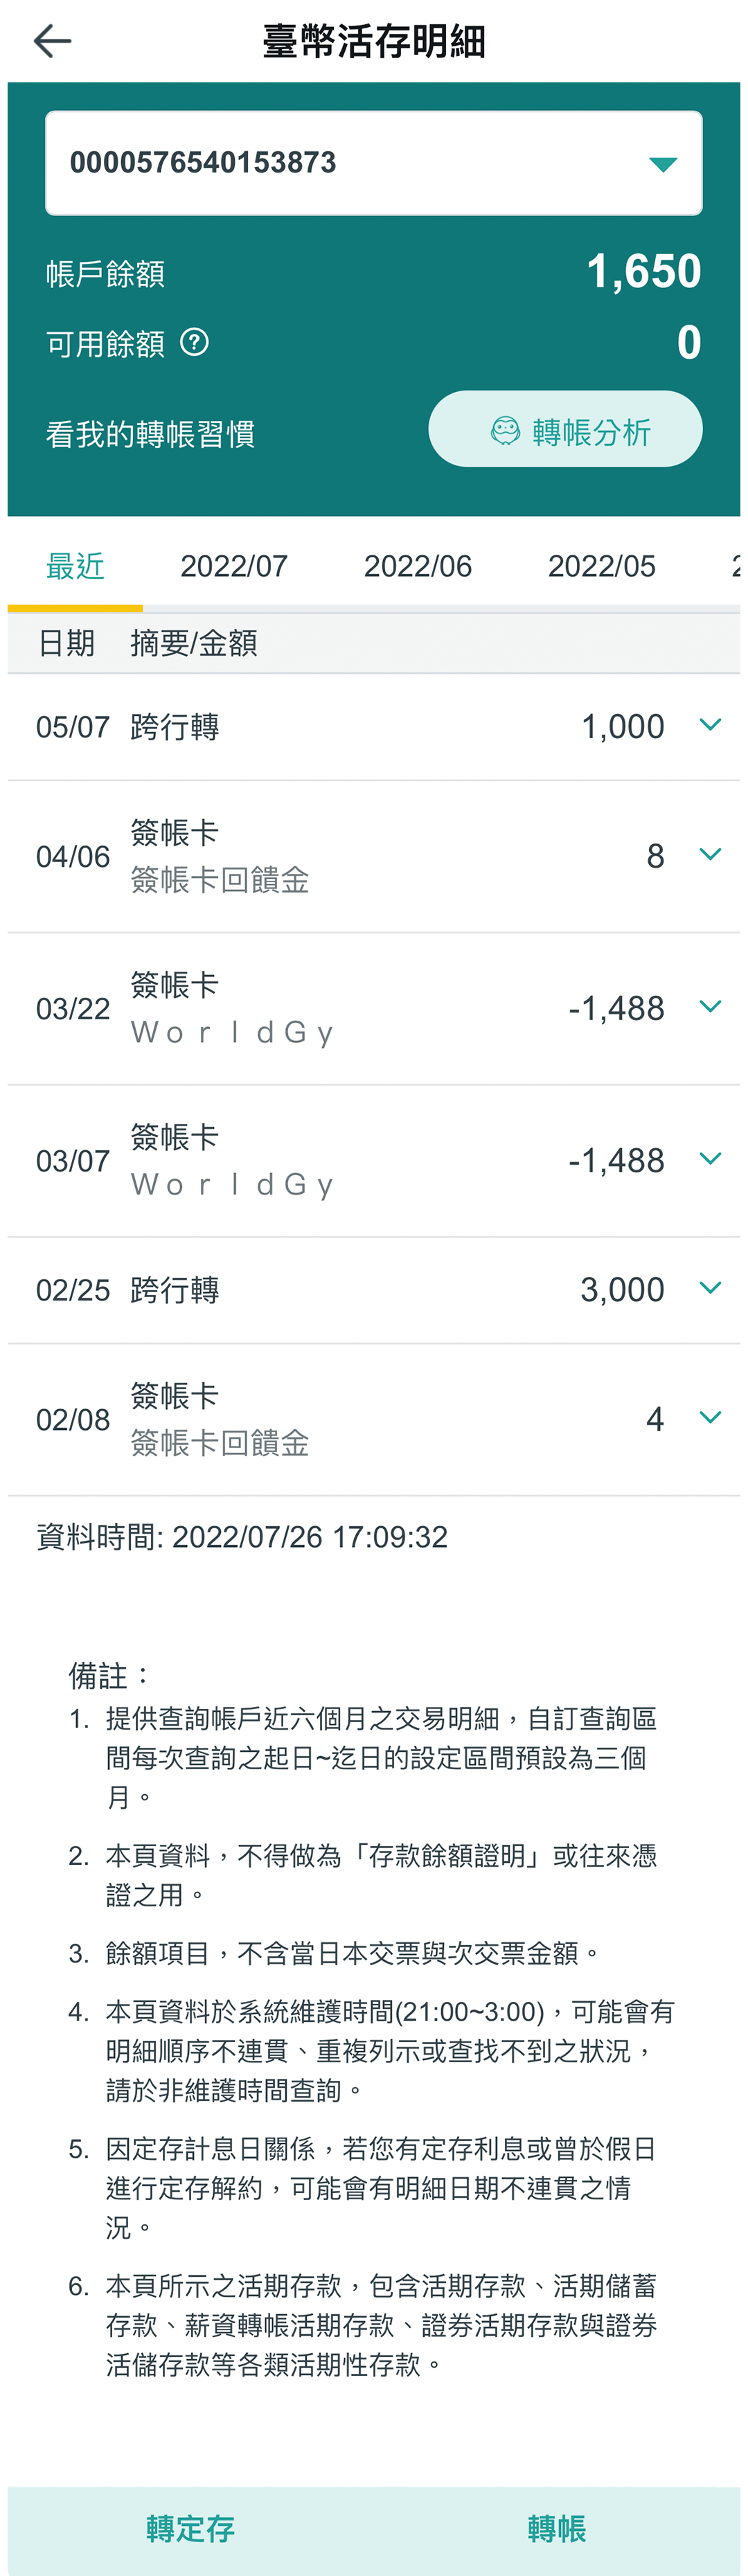 臺幣活存明細
0000576540153873
帳戶餘額 1,650
可用餘額 ? 0
看我的轉帳習慣 轉帳分析
最近 2022/07 2022/06 2022/05
日期 摘要/金額
05/07 跨行轉 1,000
簽帳卡
04/06 8
簽帳卡回饋金
簽帳卡
03/22 -1,488
ＷｏｒｌｄＧｙ
簽帳卡
03/07 -1,488
ＷｏｒｌｄＧｙ
02/25 跨行轉 3,000
簽帳卡
02/08 4
簽帳卡回饋金
資料時間: 2022/07/26 17:09:32
備註：
1. 提供查詢帳戶近六個月之交易明細，自訂查詢區
間每次查詢之起日~迄日的設定區間預設為三個
月。
2. 本頁資料，不得做為「存款餘額證明」或往來憑
證之用。
3. 餘額項目，不含當日本交票與次交票金額。
4. 本頁資料於系統維護時間(21:00~3:00)，可能會有
明細順序不連貫、重複列示或查找不到之狀況，
請於非維護時間查詢。
5. 因定存計息日關係，若您有定存利息或曾於假日
進行定存解約，可能會有明細日期不連貫之情
況。
6. 本頁所示之活期存款，包含活期存款、活期儲蓄
存款、薪資轉帳活期存款、證券活期存款與證券
活儲存款等各類活期性存款。
轉定存 轉帳